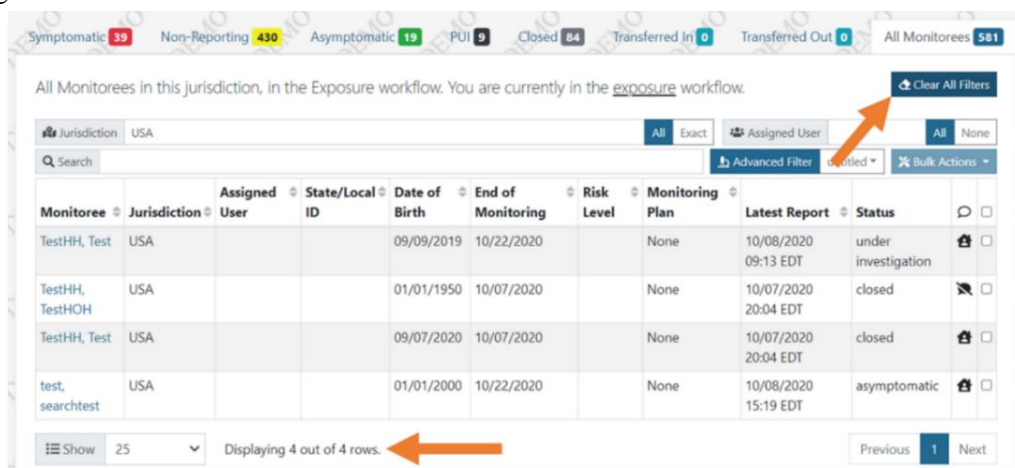 Symptomatic 39 Non-Reporting 430 Asymptomatic 19 PUI 9 Closed 84 Transferred In 0 Transferred Out 0 All Monitorees 581
All Monitorees in this jurisdiction, in the Exposure workflow. You are currently in the exposure workflow.
Clear All Filters
Jurisdiction USA All Exact Assigned User All None
Search Advanced Filter Bulk Actions
Monitoree Jurisdiction Assigned User State/Local ID Date of Birth End of Monitoring Risk Level Monitoring Plan Latest Report Status
TestHH, Test USA 09/09/2019 10/22/2020 None 10/08/2020 09:13 EDT under investigation
TestHH, TestHOH USA 01/01/1950 10/07/2020 None 10/07/2020 20:04 EDT closed
TestHH, Test USA 09/07/2020 10/07/2020 None 10/07/2020 20:04 EDT closed
test, searchtest USA 01/01/2000 10/22/2020 None 10/08/2020 15:19 EDT asymptomatic
Show 25 Displaying 4 out of 4 rows. Previous 1 Next